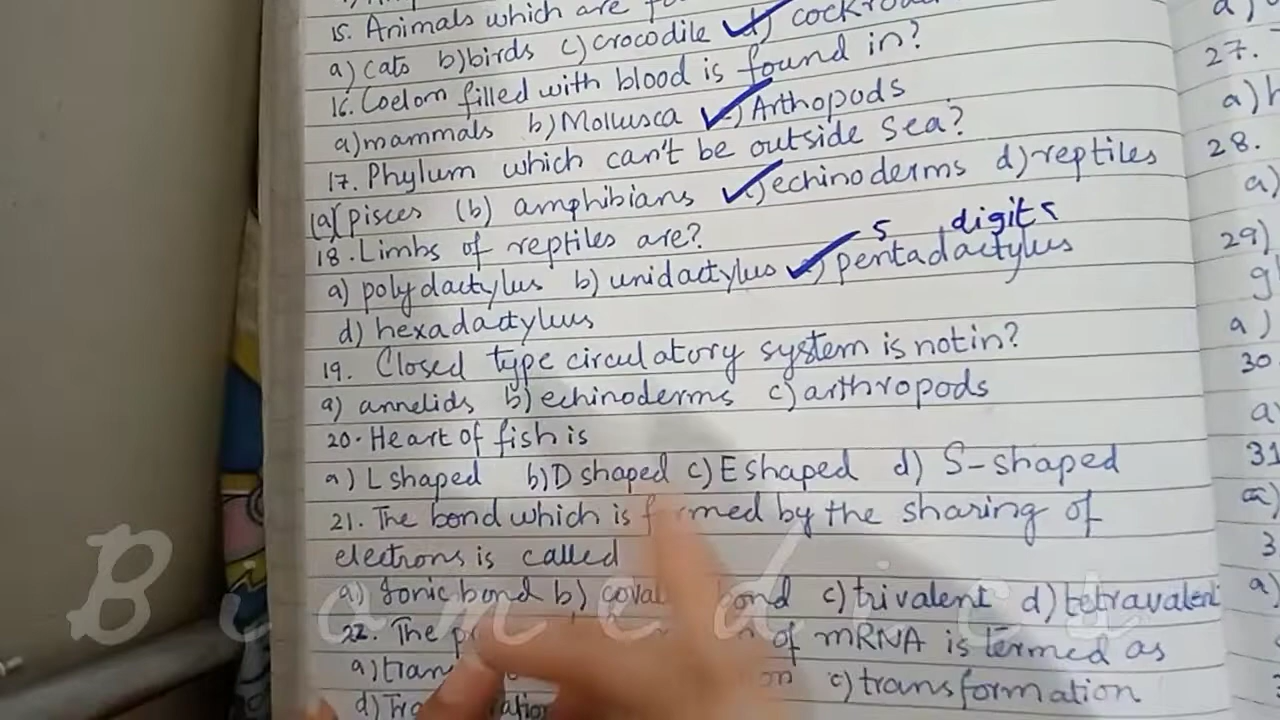 15. Animals which are
a) cats b) birds c) crocodile d)
16. Coelom filled with blood is found in?
a) mammals b) Mollusca c) Arthopods
17. Phylum which can't be outside sea?
(a) pisces (b) amphibians c) echinoderms d) reptiles
18. Limbs of reptiles are?
5 digits
a) polydactylus b) unidactylus c) pentadactylus
d) hexadactylus
19. Closed type circulatory system is not in?
a) annelids b) echinoderms c) arthropods
20. Heart of fish is
a) L shaped b) D shaped c) E shaped d) S-shaped
21. The bond which is formed by the sharing of
electrons is called
a) Ionic bond b) bond c) trivalent d) tetravalent
22. The of mRNA is termed as
a) c) transformation
d)
27.
28.
a)
29)
a)
30
31
a)
Biomedica